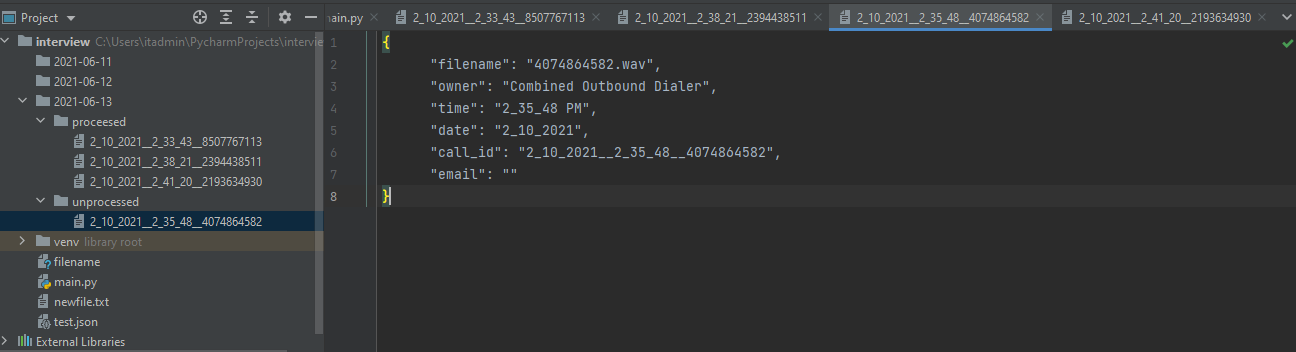 Project
ain.py
2_10_2021__2_33_43__8507767113
2_10_2021__2_38_21__2394438511
2_10_2021__2_35_48__4074864582
2_10_2021__2_41_20__2193634930
interview C:\Users\itadmin\PycharmProjects\intervie
2021-06-11
2021-06-12
2021-06-13
proceesed
2_10_2021__2_33_43__8507767113
2_10_2021__2_38_21__2394438511
2_10_2021__2_41_20__2193634930
unprocessed
2_10_2021__2_35_48__4074864582
venv library root
filename
main.py
newfile.txt
test.json
External Libraries
1 {
2 "filename": "4074864582.wav",
3 "owner": "Combined Outbound Dialer",
4 "time": "2_35_48 PM",
5 "date": "2_10_2021",
6 "call_id": "2_10_2021__2_35_48__4074864582",
7 "email": ""
8 }